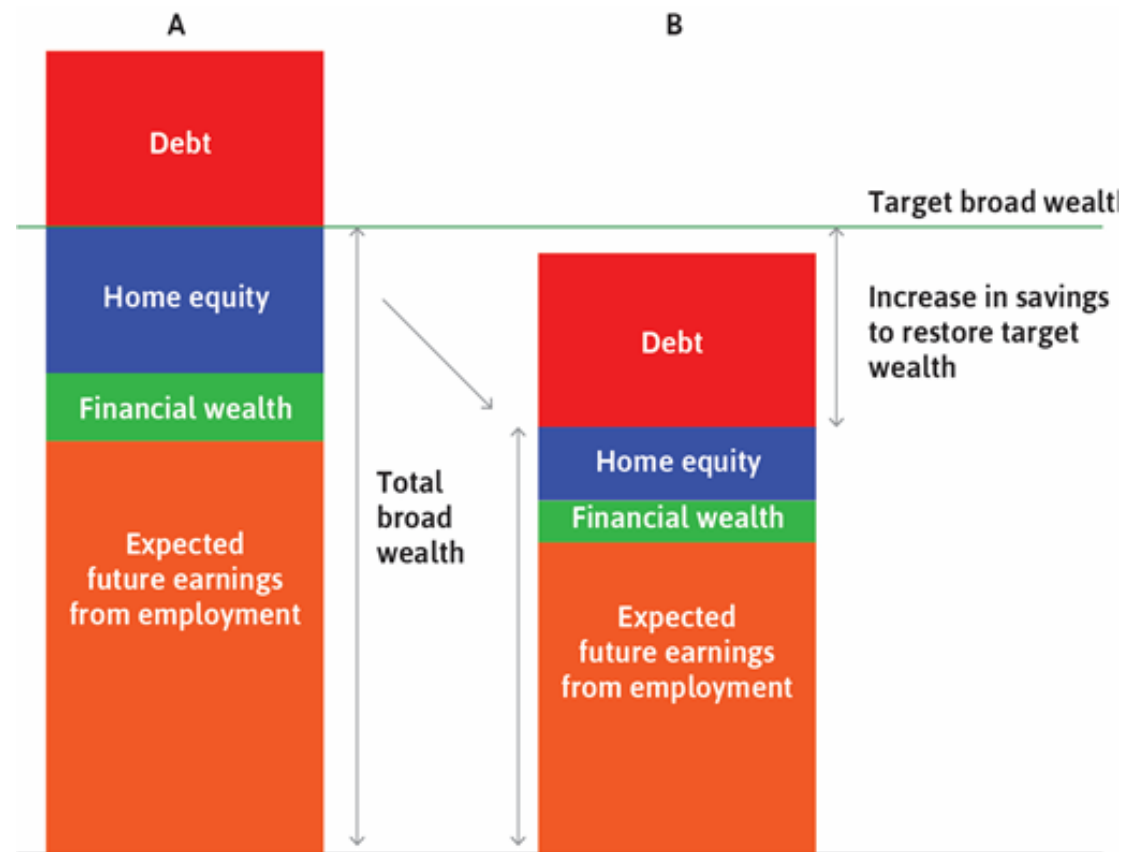 A
B
Debt
Target broad wealt
Home equity
Increase in savings
to restore target
wealth
Debt
Financial wealth
Home equity
Total
broad
wealth
Financial wealth
Expected
future earnings
from employment
Expected
future earnings
from employment